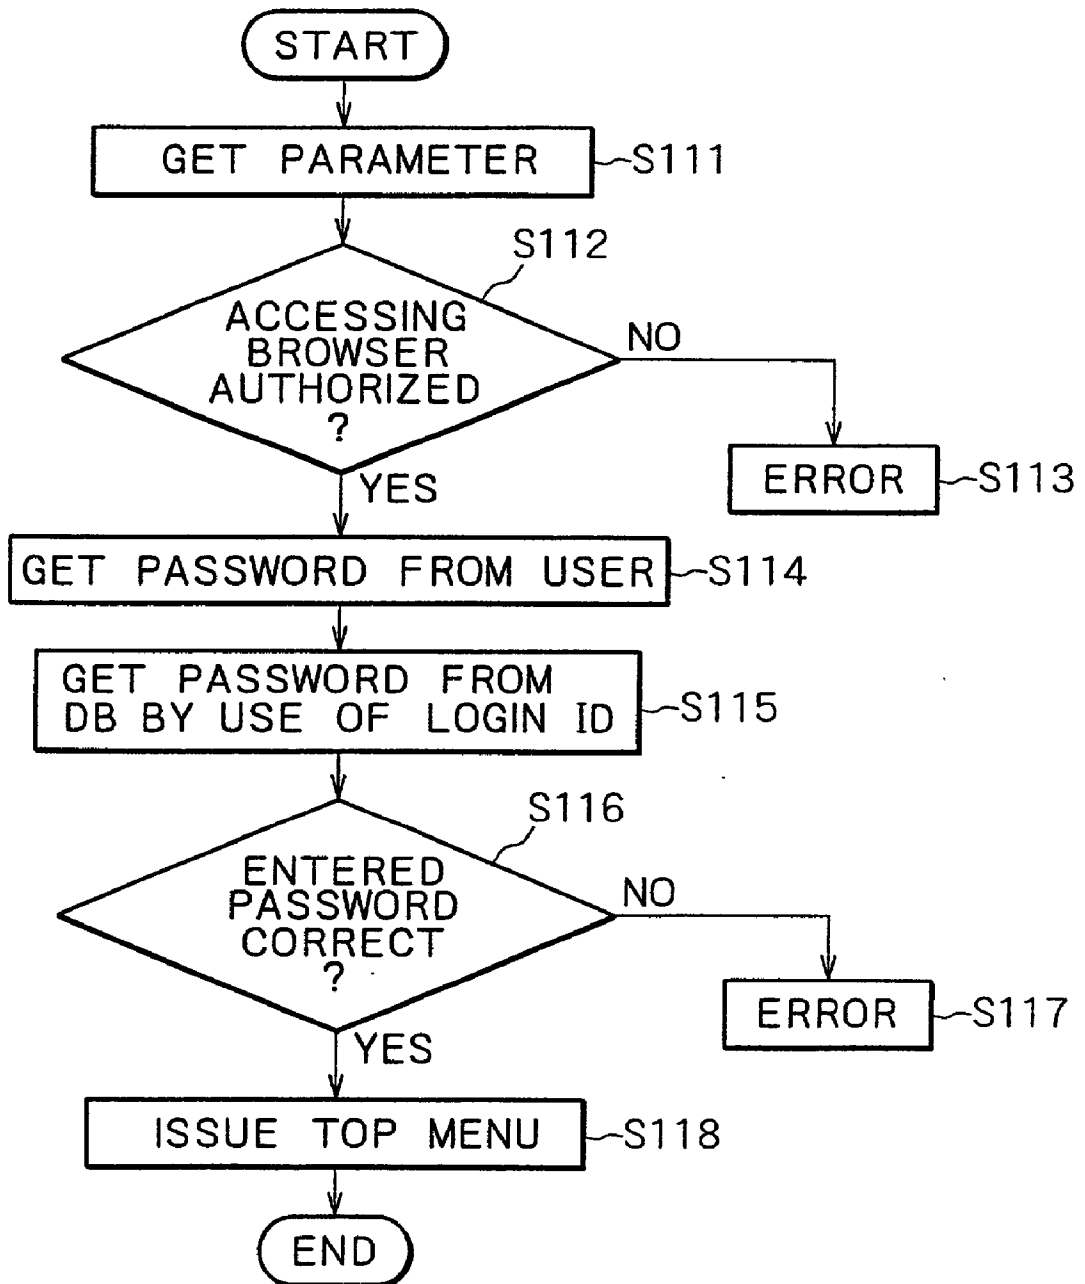 START
GET PARAMETER
S111
S112
ACCESSING
BROWSER
AUTHORIZED
?
NO
YES
ERROR
S113
GET PASSWORD FROM USER
S114
GET PASSWORD FROM
DB BY USE OF LOGIN ID
S115
S116
ENTERED
PASSWORD
CORRECT
?
NO
YES
ERROR
S117
ISSUE TOP MENU
S118
END